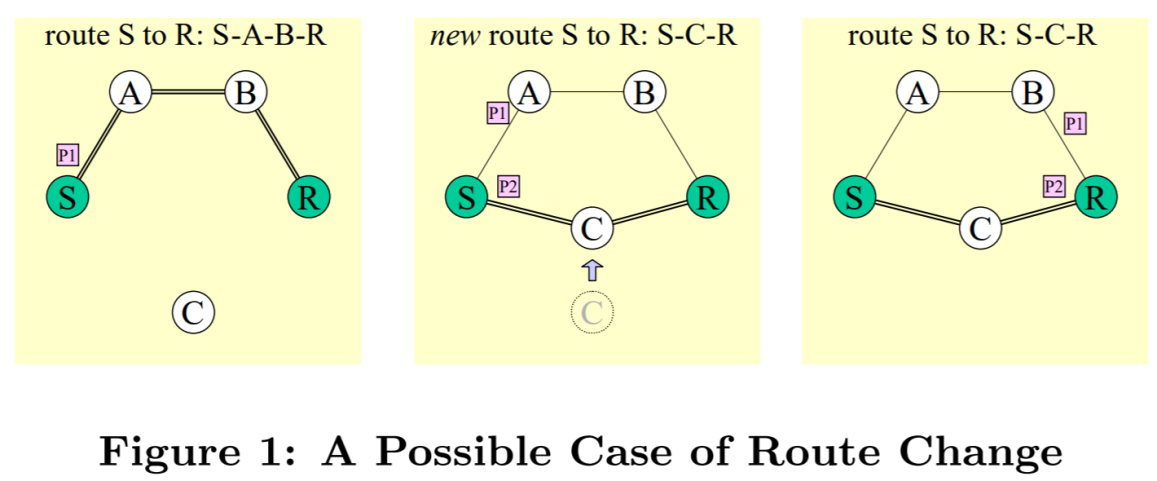 route S to R: S-A-B-R
A
B
P1
S
R
C
new route S to R: S-C-R
A
B
P1
S
P2
R
C
C
route S to R: S-C-R
A
B
P1
S
P2
R
C
Figure 1: A Possible Case of Route Change